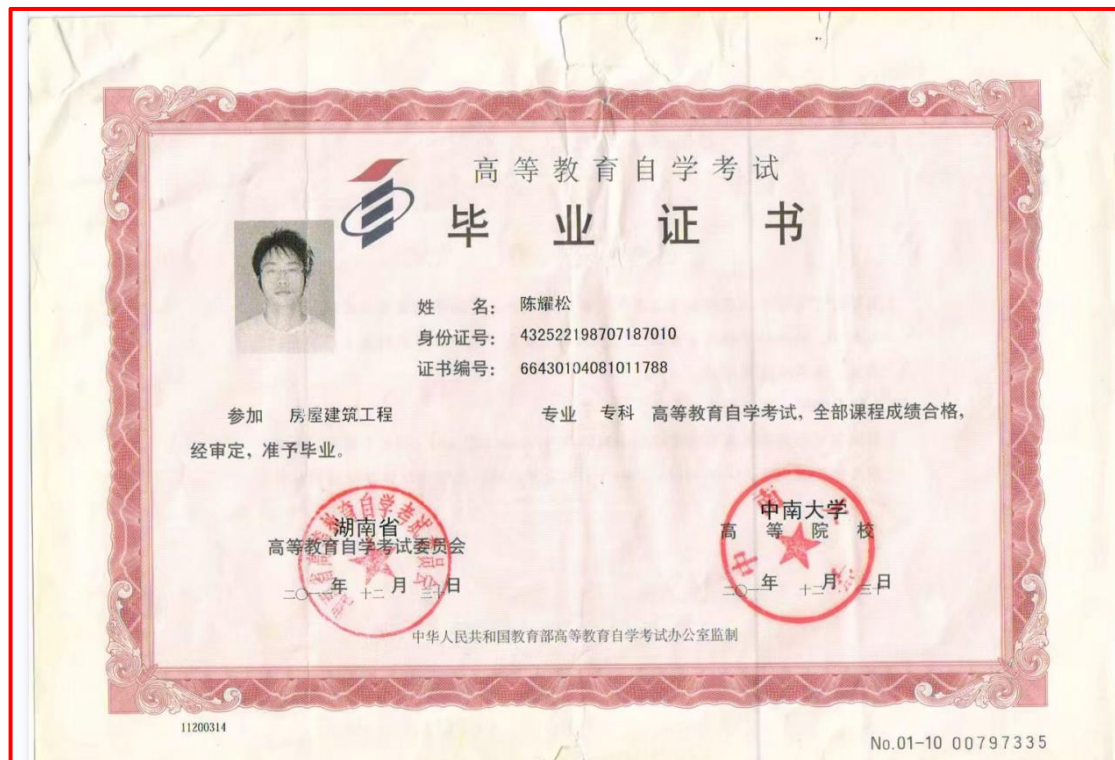 高等教育自学考试
毕业证书
姓 名: 陈耀松
身份证号: 432522198707187010
证书编号: 66430104081011788
参加 房屋建筑工程 专业 专科 高等教育自学考试,全部课程成绩合格,
经审定,准予毕业。
湖南省
高等教育自学考试委员会
年 十二 月 日
中南大学
高等院校
年 十二 月 三十 日
中华人民共和国教育部高等教育自学考试办公室监制
11200314
No.01-10 00797335